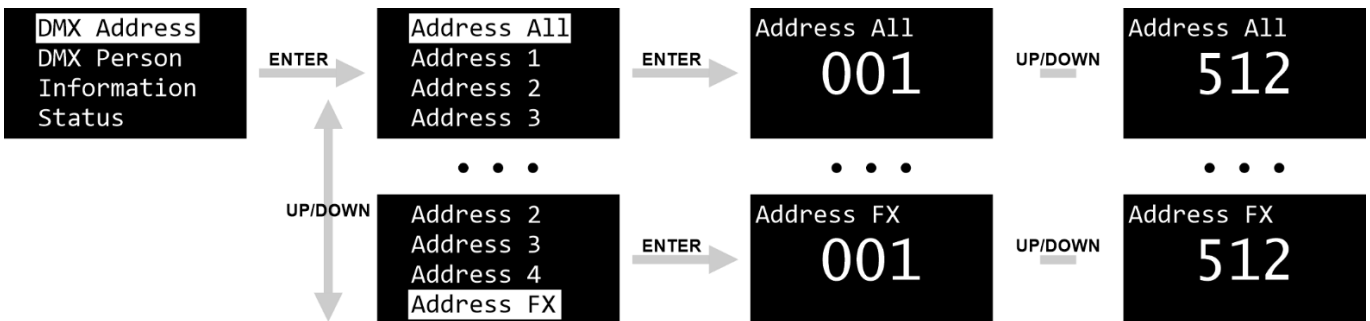 DMX Address
DMX Person
Information
Status
ENTER
Address All
Address 1
Address 2
Address 3
ENTER
Address All
001
UP/DOWN
Address All
512
UP/DOWN
Address 2
Address 3
Address 4
Address FX
ENTER
Address FX
001
UP/DOWN
Address FX
512